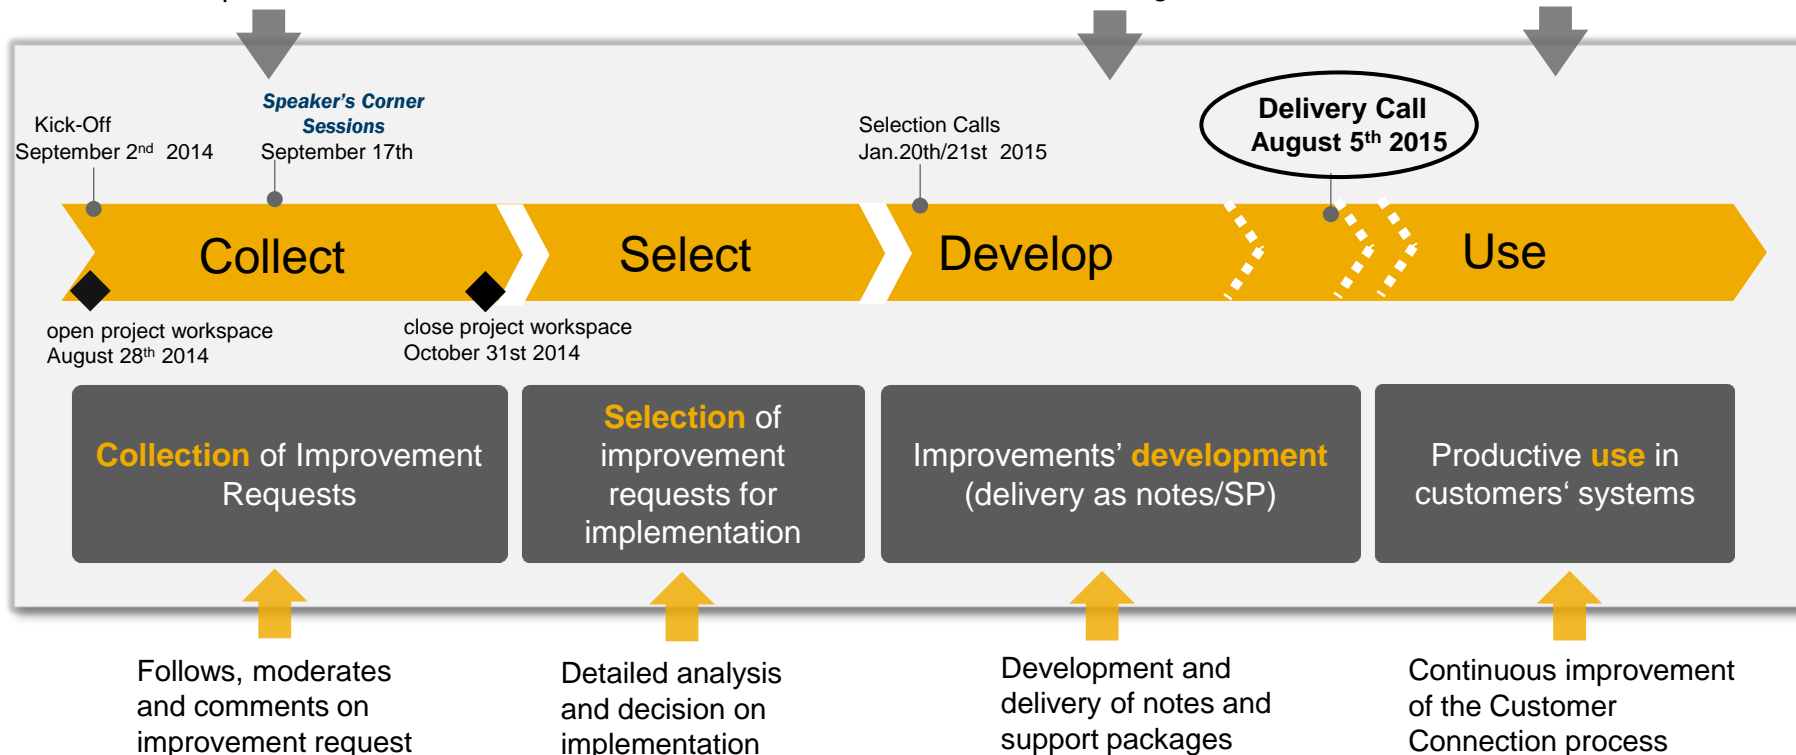 Speaker's Corner
Sessions
September 17th
Kick-Off
September 2nd 2014
Selection Calls
Jan.20th/21st 2015
Delivery Call
August 5th 2015
Collect
Select
Develop
Use
open project workspace
August 28th 2014
close project workspace
October 31st 2014
Collection of Improvement
Requests
Selection of
improvement
requests for
implementation
Improvements’ development
(delivery as notes/SP)
Productive use in
customers‘ systems
Follows, moderates
and comments on
improvement request
Detailed analysis
and decision on
implementation
Development and
delivery of notes and
support packages
Continuous improvement
of the Customer
Connection process